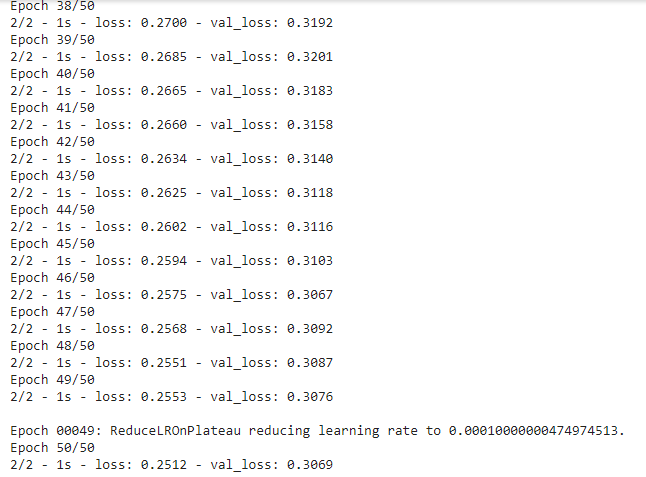 Epoch 38/50
2/2 - 1s - loss: 0.2700 - val_loss: 0.3192
Epoch 39/50
2/2 - 1s - loss: 0.2685 - val_loss: 0.3201
Epoch 40/50
2/2 - 1s - loss: 0.2665 - val_loss: 0.3183
Epoch 41/50
2/2 - 1s - loss: 0.2660 - val_loss: 0.3158
Epoch 42/50
2/2 - 1s - loss: 0.2634 - val_loss: 0.3140
Epoch 43/50
2/2 - 1s - loss: 0.2625 - val_loss: 0.3118
Epoch 44/50
2/2 - 1s - loss: 0.2602 - val_loss: 0.3116
Epoch 45/50
2/2 - 1s - loss: 0.2594 - val_loss: 0.3103
Epoch 46/50
2/2 - 1s - loss: 0.2575 - val_loss: 0.3067
Epoch 47/50
2/2 - 1s - loss: 0.2568 - val_loss: 0.3092
Epoch 48/50
2/2 - 1s - loss: 0.2551 - val_loss: 0.3087
Epoch 49/50
2/2 - 1s - loss: 0.2553 - val_loss: 0.3076
Epoch 00049: ReduceLROnPlateau reducing learning rate to 0.00010000000474974513.
Epoch 50/50
2/2 - 1s - loss: 0.2512 - val_loss: 0.3069